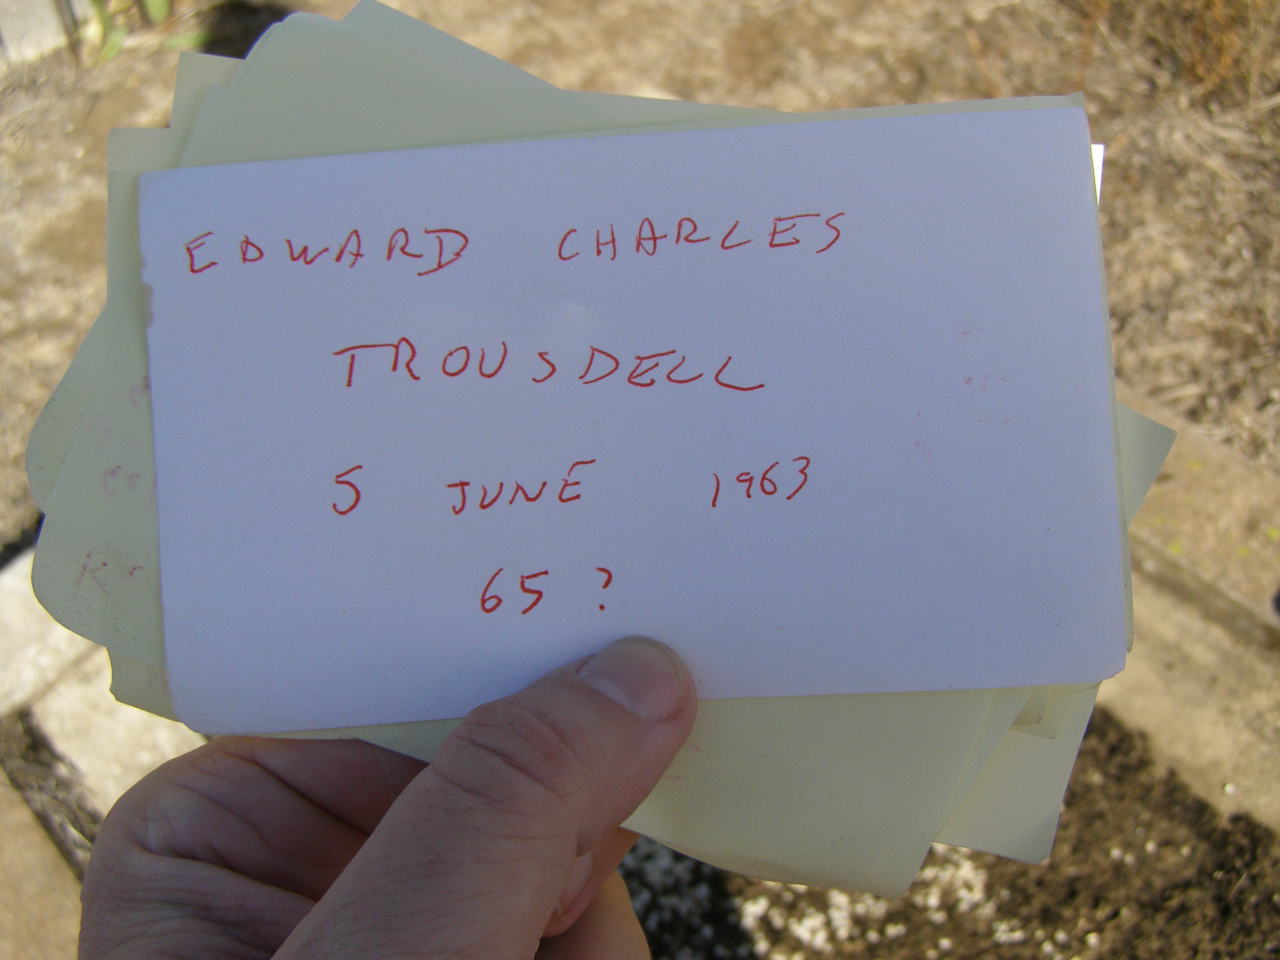 EDWARD CHARLES
TROUSDELL
5 JUNE 1963
65 ?